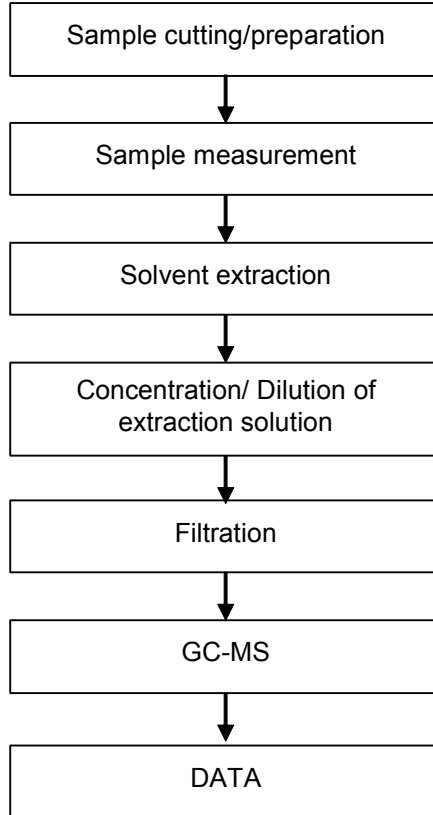 Sample cutting/preparation
Sample measurement
Solvent extraction
Concentration/ Dilution of
extraction solution
Filtration
GC-MS
DATA